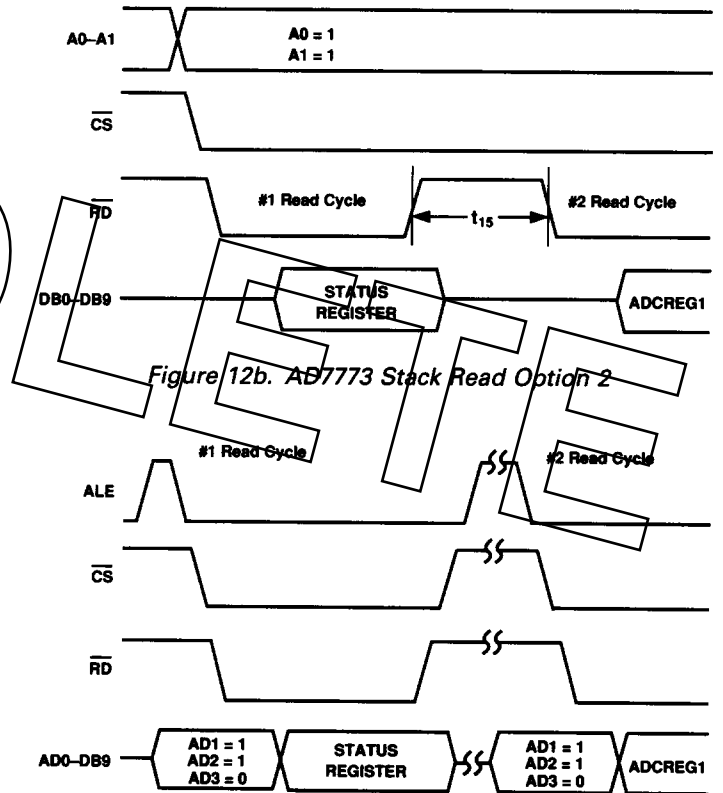 A0–A1
A0 = 1
A1 = 1
CS
RD
#1 Read Cycle
t15
#2 Read Cycle
DB0–DB9
STATUS
REGISTER
ADCREG1
Figure 12b. AD7773 Stack Read Option 2
#1 Read Cycle
#2 Read Cycle
ALE
CS
RD
AD0–DB9
AD1 = 1
AD2 = 1
AD3 = 0
STATUS
REGISTER
AD1 = 1
AD2 = 1
AD3 = 0
ADCREG1
LETE